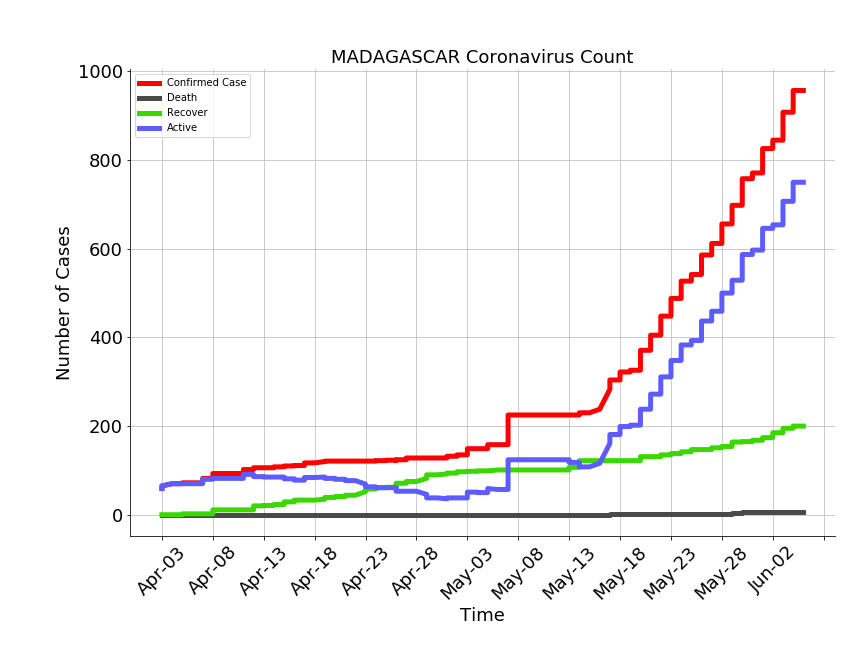 MADAGASCAR Coronavirus Count
Confirmed Case
Death
Recover
Active
Number of Cases
1000
800
600
400
200
0
Apr-03
Apr-08
Apr-13
Apr-18
Apr-23
Apr-28
May-03
May-08
May-13
May-18
May-23
May-28
Jun-02
Time